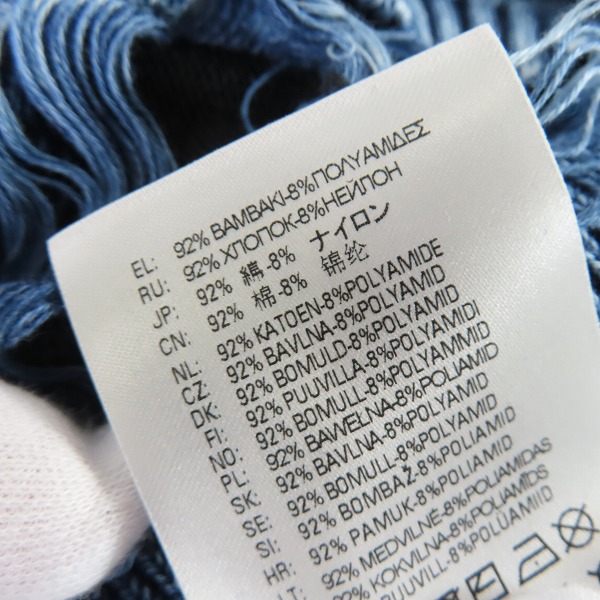 EL: 92% BAMBAKI-8%ΠΟΛΥΑΜΙΔΕΣ
RU: 92% ХЛОПОК-8%НЕЙЛОН
JP: 92% 綿-8% ナイロン
CN: 92% 棉-8% 锦纶
NL: 92% KATOEN-8%POLYAMIDE
CZ: 92% BAVLNA-8%POLYAMID
DK: 92% BOMULD-8%POLYAMID
FI: 92% PUUVILLA-8%POLYAMIDI
NO: 92% BOMULL-8%POLYAMID
PL: 92% BAWEŁNA-8%POLIAMID
SK: 92% BAVLNA-8%POLYAMID
SE: 92% BOMULL-8%POLYAMID
SI: 92% BOMBAŽ-8%POLIAMID
HR: 92% PAMUK-8%POLIAMID
LT: 92% MEDVILNĖ-8%POLIAMIDAS
92% KOKVILNA-8%POLIAMĪDS
PUUVILL-8%POLÜAMIID